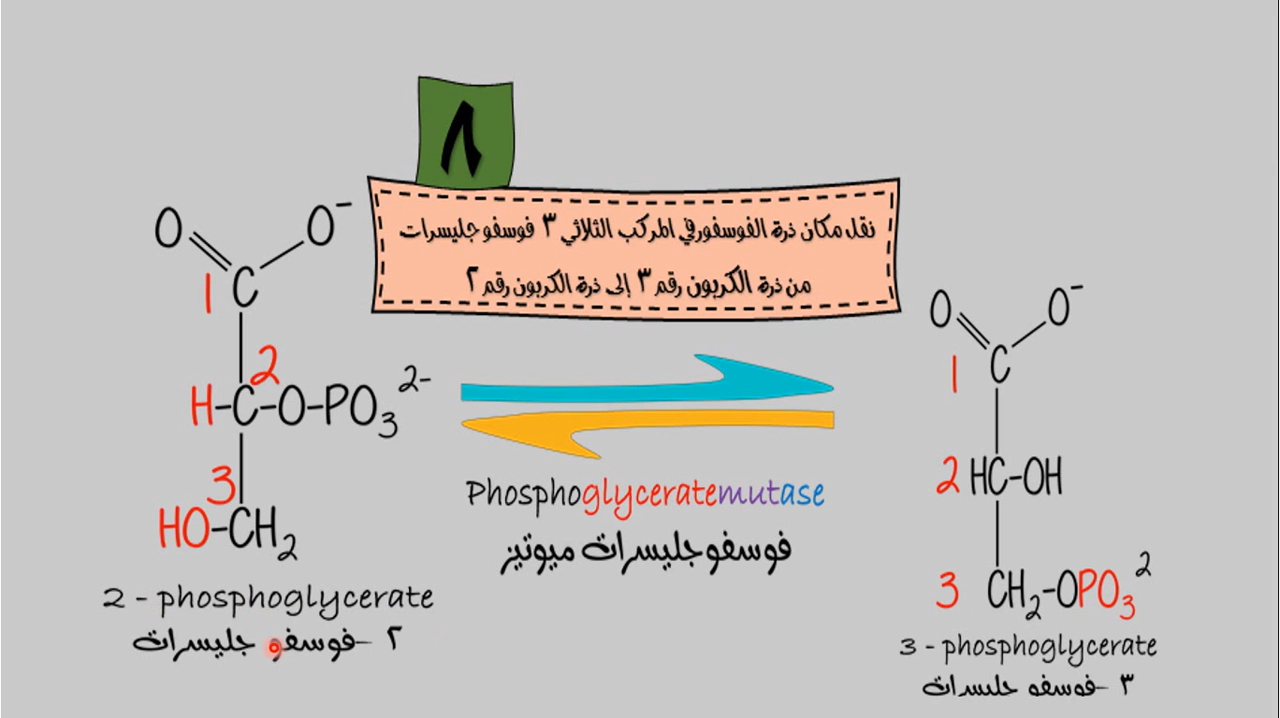 ٨
نقل مكان ذرة الفوسفور في المركب الثلاثي ٣ فوسفو جليسرات
من ذرة الكربون رقم ٣ إلى ذرة الكربون رقم ٢
O O-
1 C
2
H-C-O-PO3 2-
3
HO-CH2
2 - phosphoglycerate
٢ - فوسفو جليسرات
Phosphoglyceratemutase
فوسفوجليسرات ميوتيز
O O-
1 C
2 HC-OH
3 CH2-OPO3 2
3 - phosphoglycerate
٣ - فوسفو جليسرات